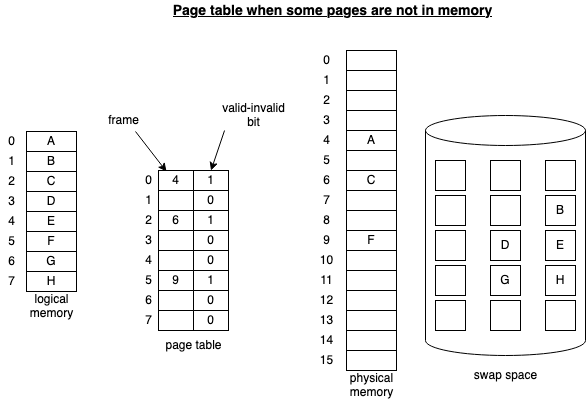 Page table when some pages are not in memory
0 A
1 B
2 C
3 D
4 E
5 F
6 G
7 H
logical
memory
frame
valid-invalid
bit
0 4 1
1 0
2 6 1
3 0
4 0
5 9 1
6 0
7 0
page table
0
1
2
3
4 A
5
6 C
7
8
9 F
10
11
12
13
14
15
physical
memory
B
D E
G H
swap space